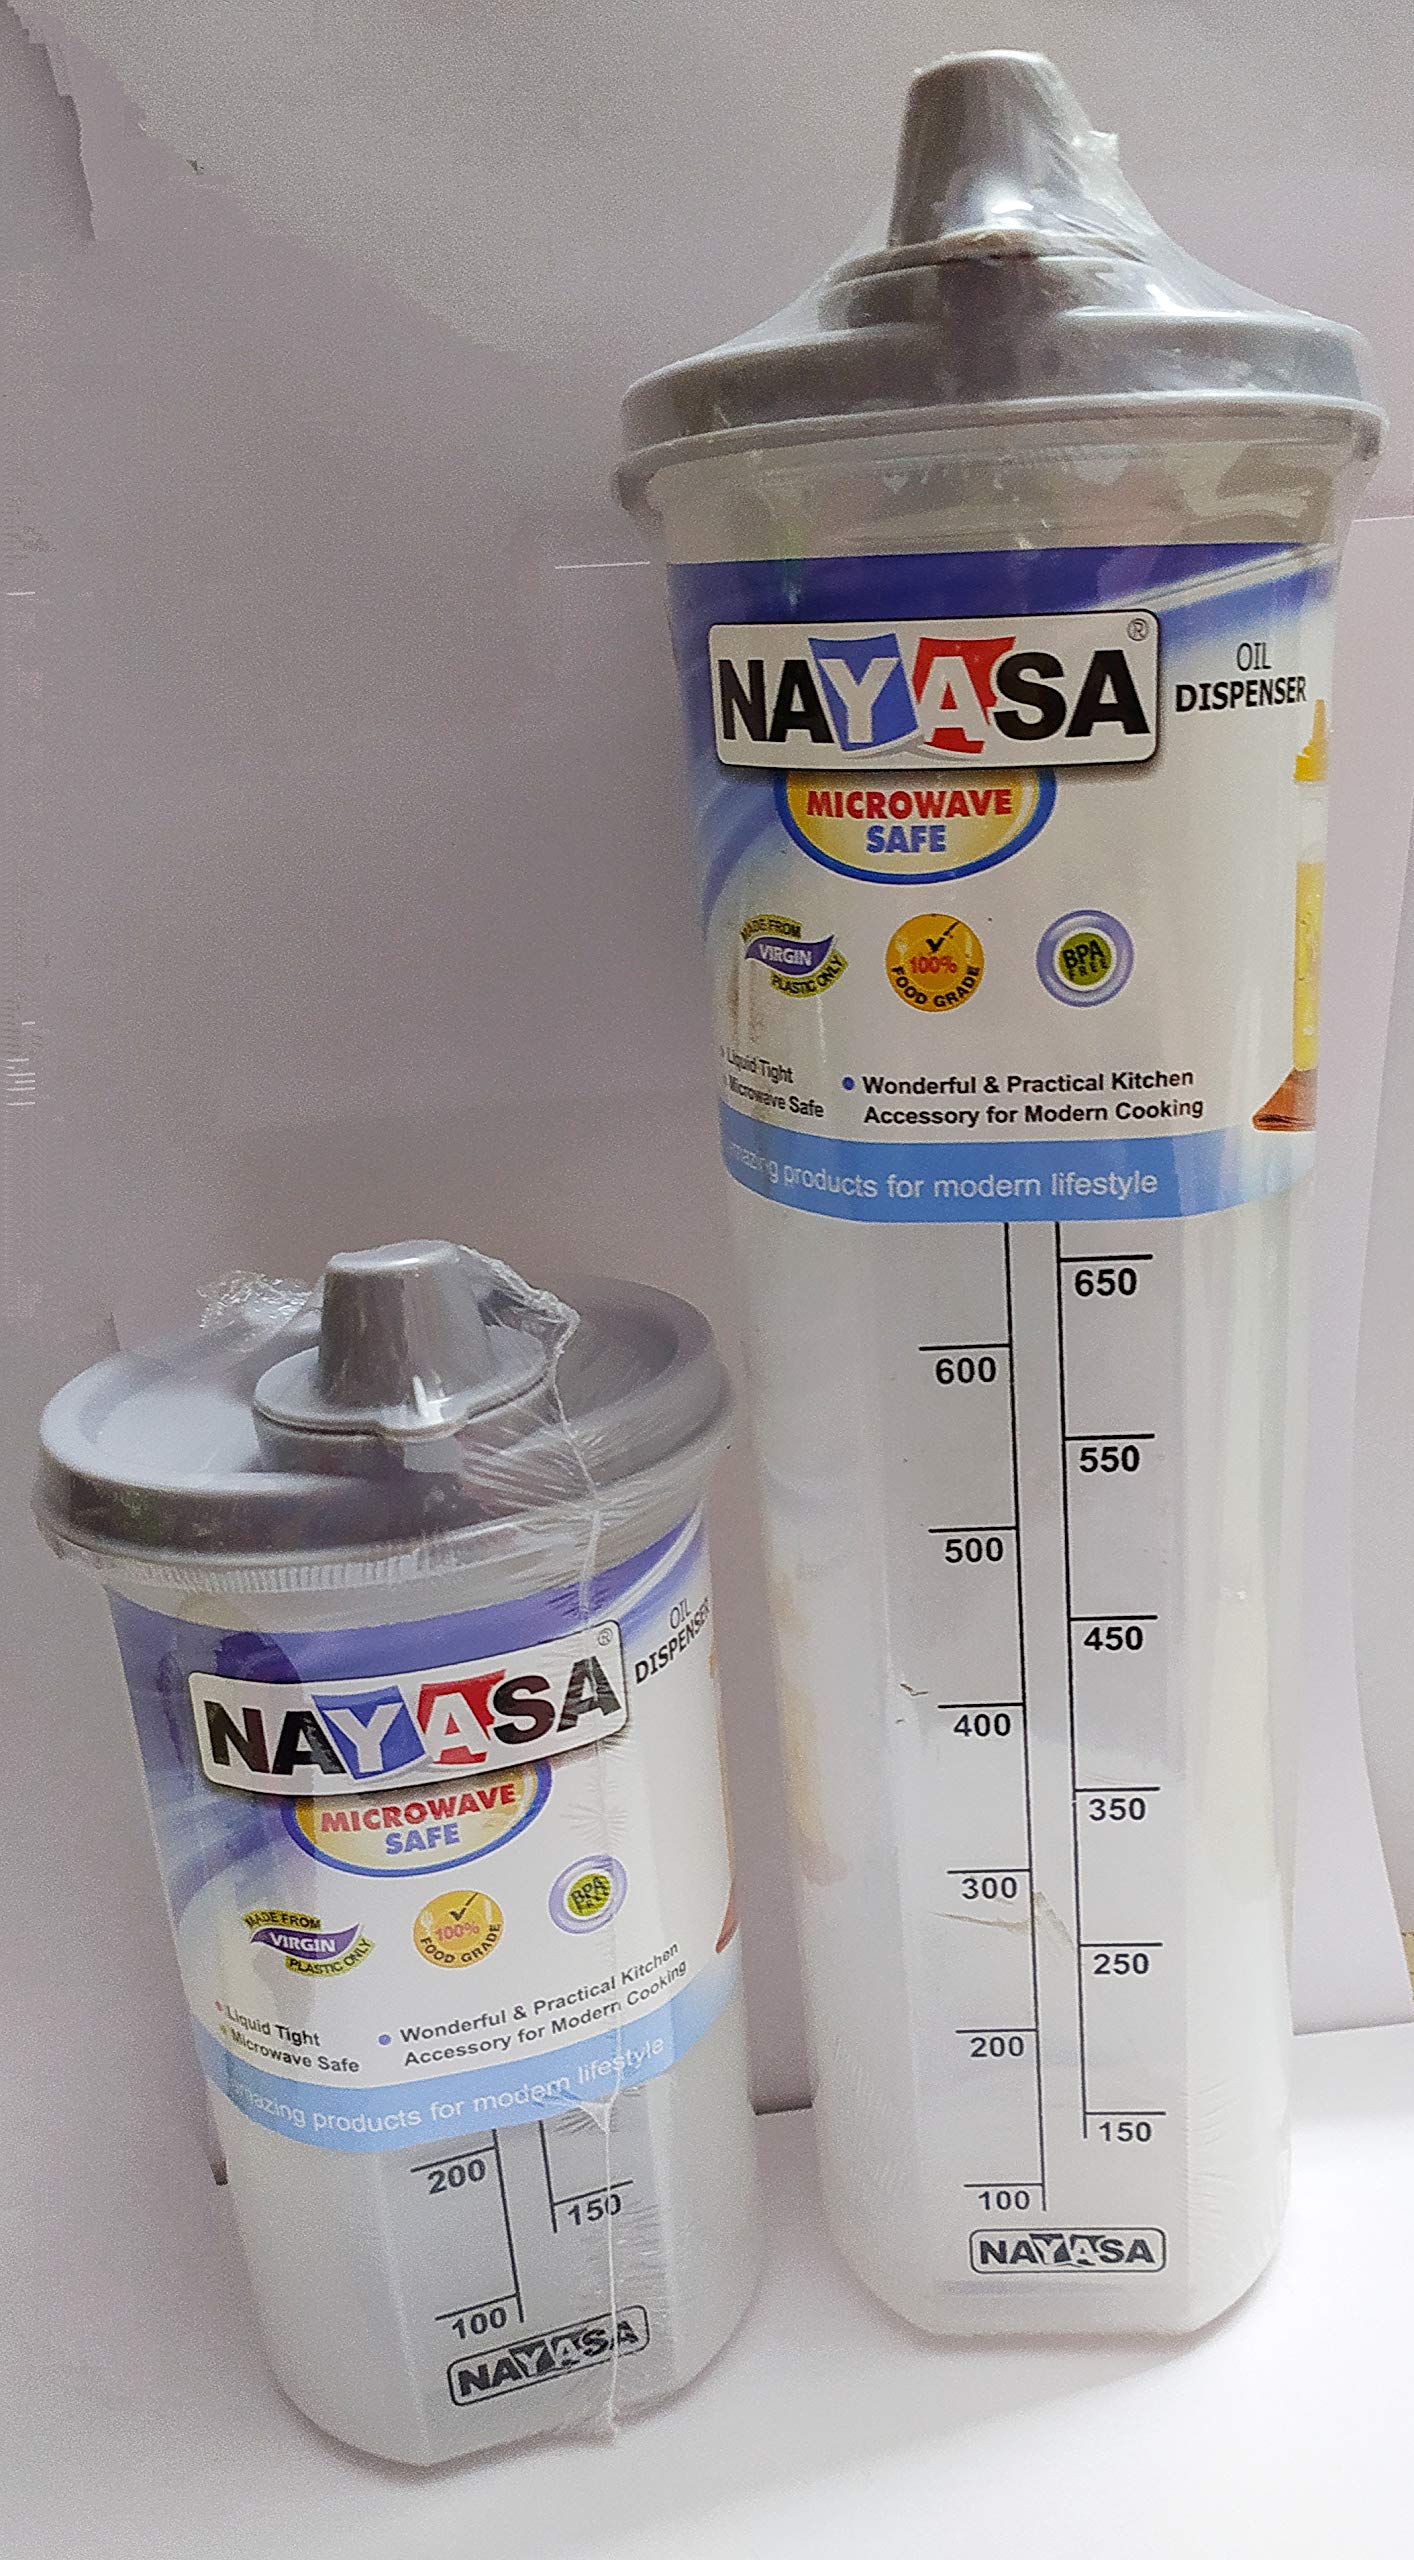 NAYASA®
OIL
DISPENSER
MICROWAVE
SAFE
MADE FROM
VIRGIN
PLASTIC ONLY
100%
FOOD GRADE
BPA
FREE
Liquid Tight
Microwave Safe
• Wonderful & Practical Kitchen
Accessory for Modern Cooking
products for modern lifestyle
650
600
550
500
450
400
350
300
250
200
150
100
NAYASA
NAYASA®
OIL
DISPENSER
MICROWAVE
SAFE
MADE FROM
VIRGIN
PLASTIC ONLY
100%
FOOD GRADE
BPA
FREE
• Liquid Tight
• Microwave Safe
• Wonderful & Practical Kitchen
Accessory for Modern Cooking
products for modern lifestyle
200
150
100
NAYASA